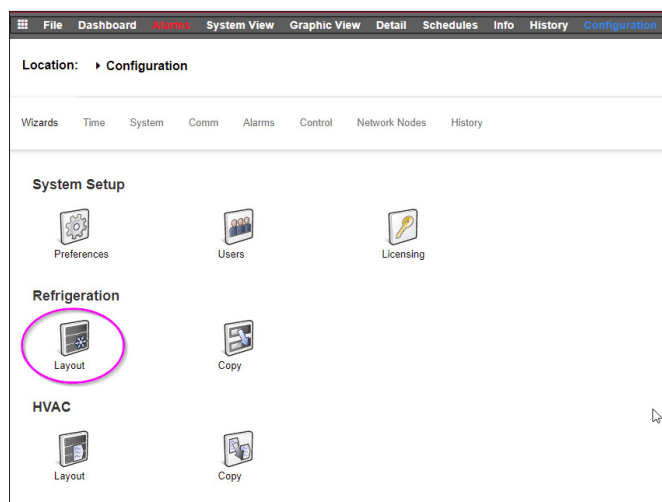 File Dashboard Alarms System View Graphic View Detail Schedules Info History Configuration
Location: Configuration
Wizards Time System Comm Alarms Control Network Nodes History
System Setup
Preferences Users Licensing
Refrigeration
Layout Copy
HVAC
Layout Copy